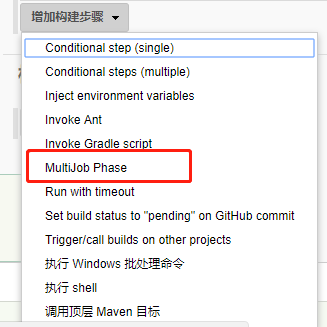 增加构建步骤
Conditional step (single)
Conditional steps (multiple)
Inject environment variables
Invoke Ant
Invoke Gradle script
MultiJob Phase
Run with timeout
Set build status to "pending" on GitHub commit
Trigger/call builds on other projects
执行 Windows 批处理命令
执行 shell
调用顶层 Maven 目标